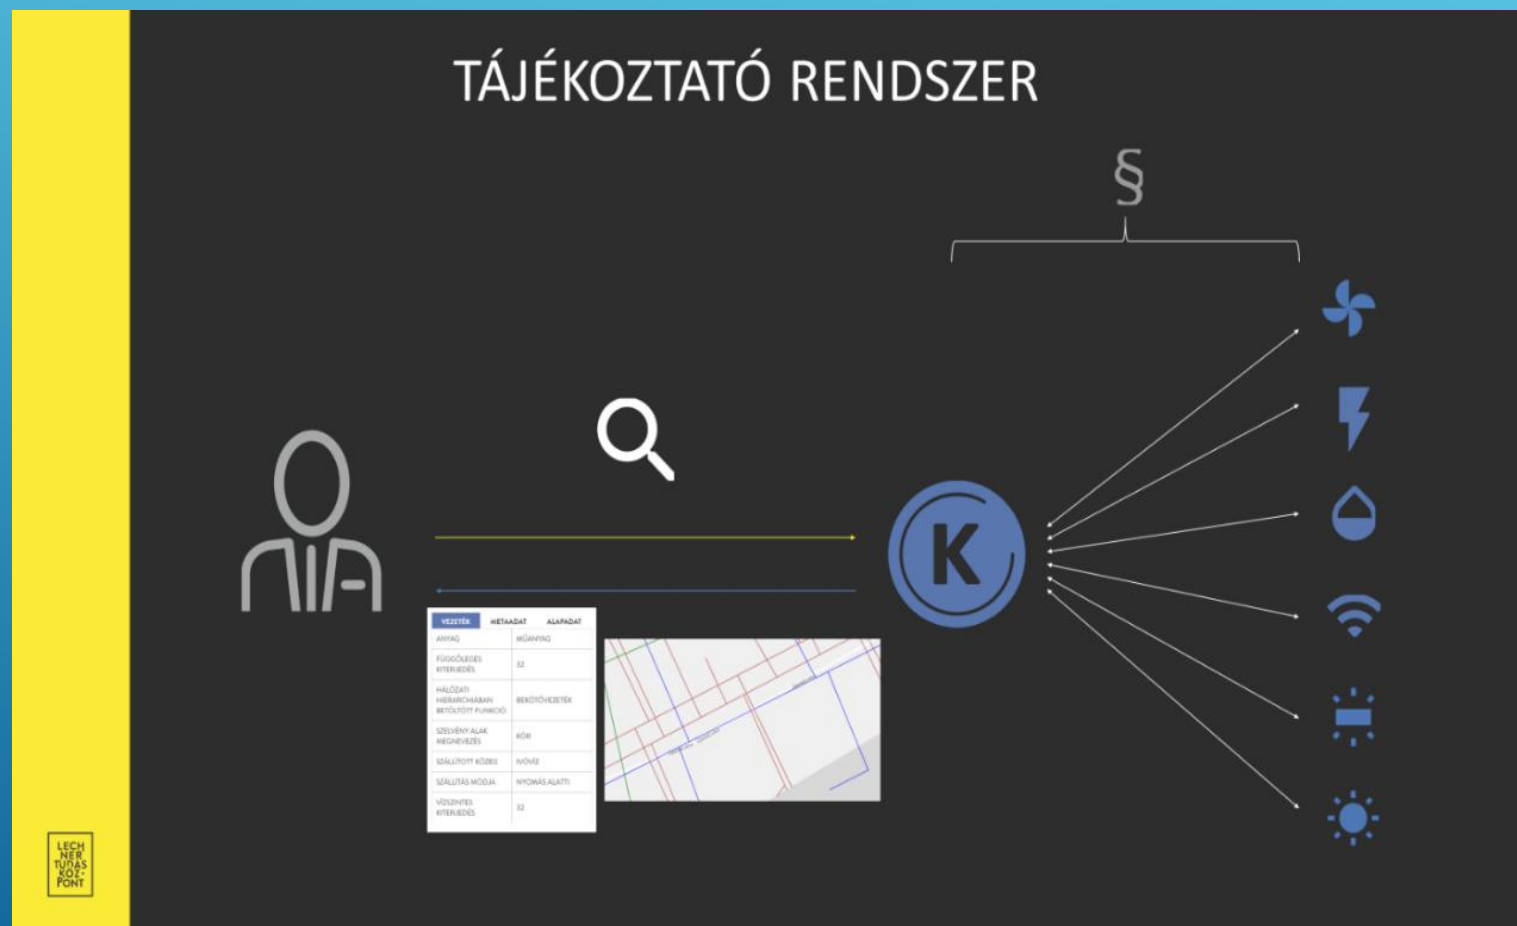 TÁJÉKOZTATÓ RENDSZER
§
K
VEZETÉK METAADAT ALAPADAT
ANYAG MŰANYAG
FÜGGŐLEGES
KITERJEDÉS 32
HÁLÓZATI
HIERARCHIÁBAN
BETÖLTÖTT FUNKCIÓ BEKÖTŐVEZETÉK
SZELVÉNY ALAK
MEGNEVEZÉS KÖR
SZÁLLÍTOTT KÖZEG IVÓVÍZ
SZÁLLÍTÁS MÓDJA NYOMÁS ALATTI
VÍZSZINTES
KITERJEDÉS 32
LECH
NER
TUDÁS
KÖZ-
PONT